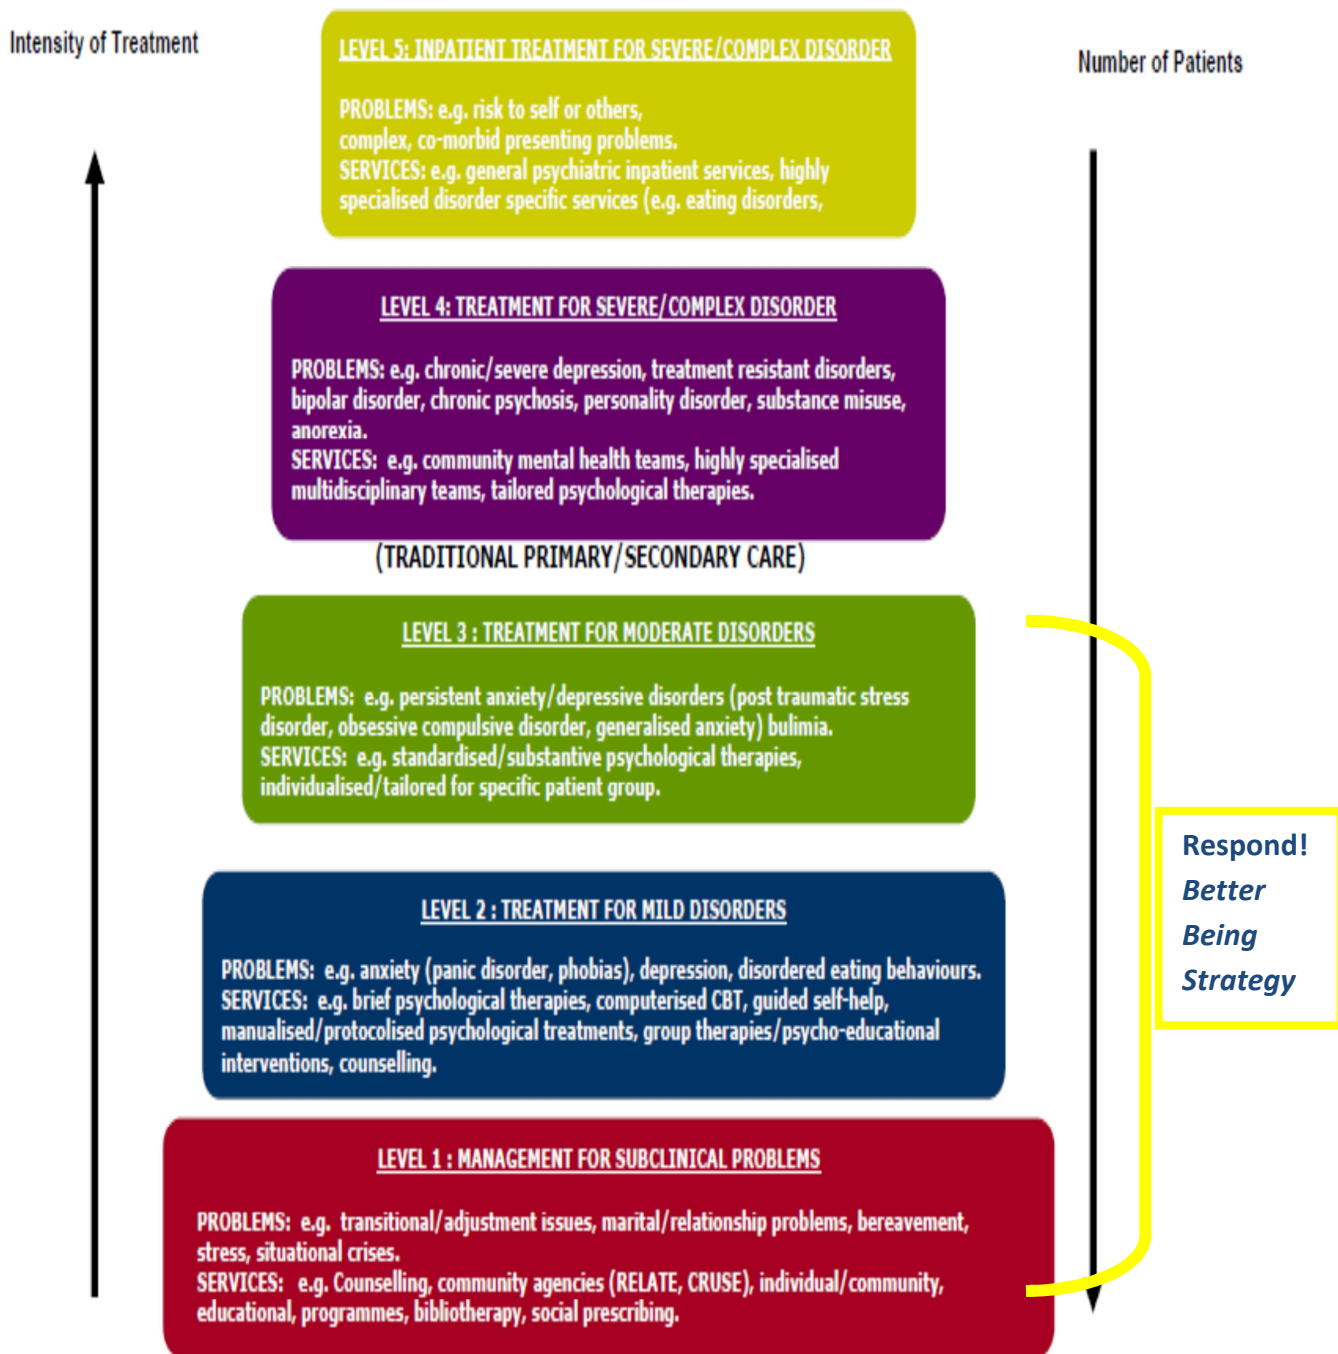 Intensity of Treatment
Number of Patients
LEVEL 5: INPATIENT TREATMENT FOR SEVERE/COMPLEX DISORDER
PROBLEMS: e.g. risk to self or others,
complex, co-morbid presenting problems.
SERVICES: e.g. general psychiatric inpatient services, highly
specialised disorder specific services (e.g. eating disorders,
LEVEL 4: TREATMENT FOR SEVERE/COMPLEX DISORDER
PROBLEMS: e.g. chronic/severe depression, treatment resistant disorders,
bipolar disorder, chronic psychosis, personality disorder, substance misuse,
anorexia.
SERVICES: e.g. community mental health teams, highly specialised
multidisciplinary teams, tailored psychological therapies.
(TRADITIONAL PRIMARY/SECONDARY CARE)
LEVEL 3 : TREATMENT FOR MODERATE DISORDERS
PROBLEMS: e.g. persistent anxiety/depressive disorders (post traumatic stress
disorder, obsessive compulsive disorder, generalised anxiety) bulimia.
SERVICES: e.g. standardised/substantive psychological therapies,
individualised/tailored for specific patient group.
LEVEL 2 : TREATMENT FOR MILD DISORDERS
PROBLEMS: e.g. anxiety (panic disorder, phobias), depression, disordered eating behaviours.
SERVICES: e.g. brief psychological therapies, computerised CBT, guided self-help,
manualised/protocolised psychological treatments, group therapies/psycho-educational
interventions, counselling.
LEVEL 1 : MANAGEMENT FOR SUBCLINICAL PROBLEMS
PROBLEMS: e.g. transitional/adjustment issues, marital/relationship problems, bereavement,
stress, situational crises.
SERVICES: e.g. Counselling, community agencies (RELATE, CRUSE), individual/community,
educational, programmes, bibliotherapy, social prescribing.
Respond!
Better
Being
Strategy